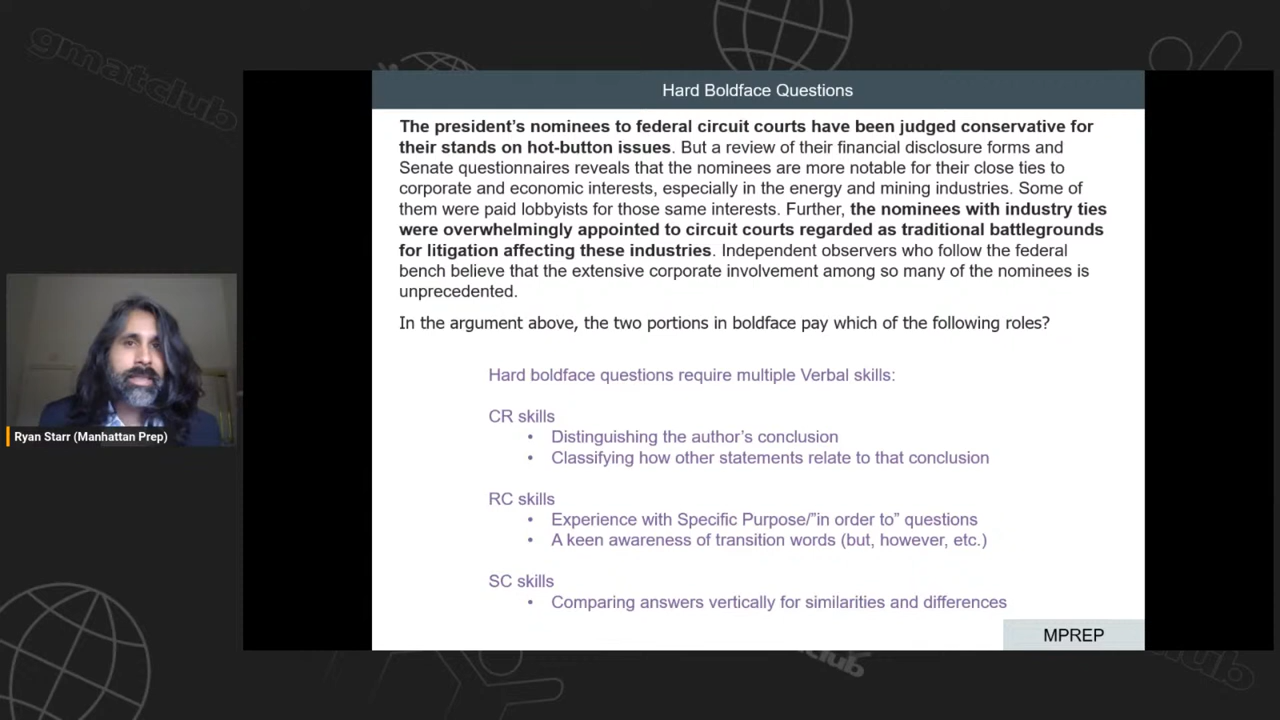 gmatclub
Hard Boldface Questions
The president's nominees to federal circuit courts have been judged conservative for
their stands on hot-button issues. But a review of their financial disclosure forms and
Senate questionnaires reveals that the nominees are more notable for their close ties to
corporate and economic interests, especially in the energy and mining industries. Some of
them were paid lobbyists for those same interests. Further, the nominees with industry ties
were overwhelmingly appointed to circuit courts regarded as traditional battlegrounds
for litigation affecting these industries. Independent observers who follow the federal
bench believe that the extensive corporate involvement among so many of the nominees is
unprecedented.
In the argument above, the two portions in boldface pay which of the following roles?
Hard boldface questions require multiple Verbal skills:
CR skills
• Distinguishing the author's conclusion
• Classifying how other statements relate to that conclusion
RC skills
• Experience with Specific Purpose/"in order to" questions
• A keen awareness of transition words (but, however, etc.)
SC skills
• Comparing answers vertically for similarities and differences
MPREP
Ryan Starr (Manhattan Prep)